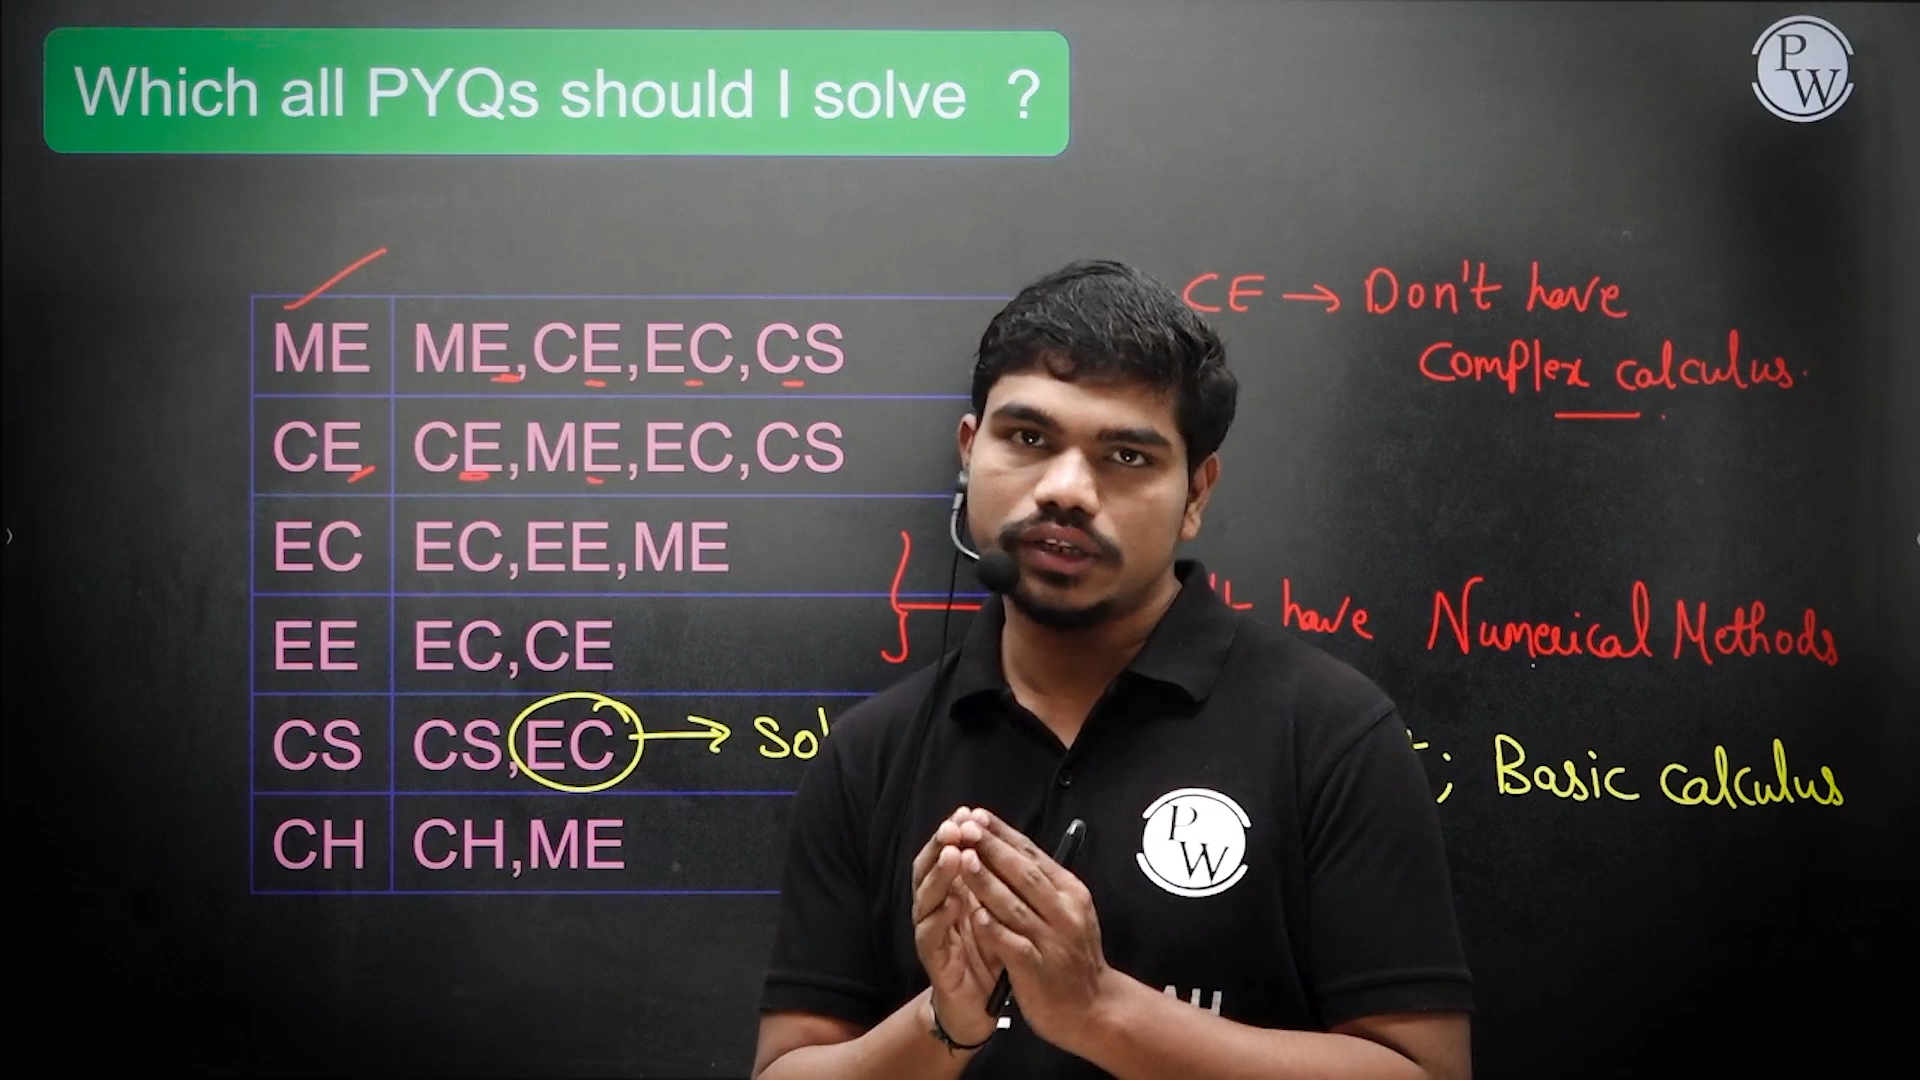 Which all PYQs should I solve ?
PW
CE → Don't have
complex calculus.
ME ME,CE,EC,CS
CE CE,ME,EC,CS
EC EC,EE,ME
EE EC,CE
have Numerical Methods
CS CS,EC →
; Basic calculus
CH CH,ME
PW